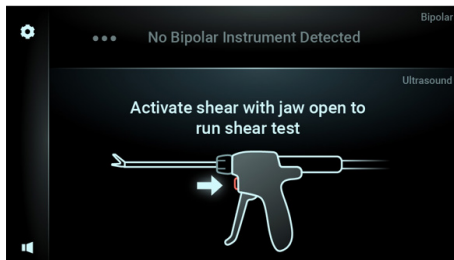 Bipolar
No Bipolar Instrument Detected
Ultrasound
Activate shear with jaw open to
run shear test